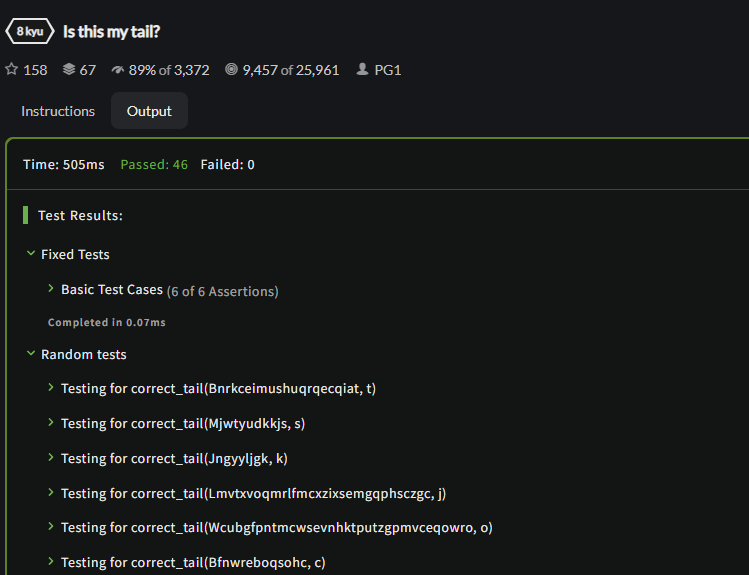 8 kyu Is this my tail?
158 67 89% of 3,372 9,457 of 25,961 PG1
Instructions Output
Time: 505ms Passed: 46 Failed: 0
Test Results:
Fixed Tests
Basic Test Cases (6 of 6 Assertions)
Completed in 0.07ms
Random tests
Testing for correct_tail(Bnrkceimushuqrqecqiat, t)
Testing for correct_tail(Mjwtyudkkjs, s)
Testing for correct_tail(Jngyyljgk, k)
Testing for correct_tail(Lmvtxvoqmrlfmcxzixsemgqphsczgc, j)
Testing for correct_tail(Wcubgfpntmcwsevnhktputzgpmvceqowro, o)
Testing for correct_tail(Bfnwreboqsohc, c)